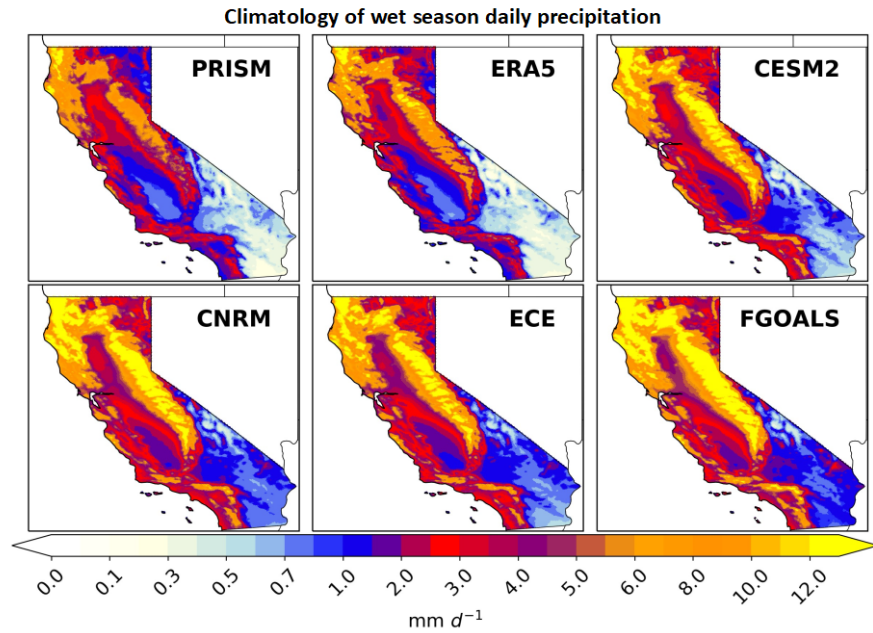 Climatology of wet season daily precipitation
PRISM ERA5 CESM2
CNRM ECE FGOALS
0.0 0.1 0.3 0.5 0.7 1.0 2.0 3.0 4.0 5.0 6.0 8.0 10.0 12.0
mm d⁻¹